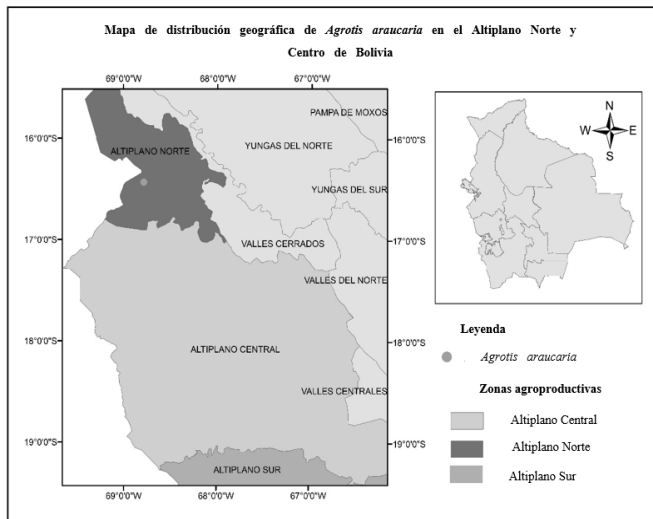 Mapa de distribución geográfica de Agrotis araucaria en el Altiplano Norte y
Centro de Bolivia
69°0'0"W 68°0'0"W 67°0'0"W
PAMPA DE MOXOS
16°0'0"S 16°0'0"S
ALTIPLANO NORTE
YUNGAS DEL NORTE
YUNGAS DEL SUR
17°0'0"S 17°0'0"S
VALLES CERRADOS
VALLES DEL NORTE
18°0'0"S 18°0'0"S
ALTIPLANO CENTRAL
VALLES CENTRALES
19°0'0"S 19°0'0"S
ALTIPLANO SUR
69°0'0"W 68°0'0"W 67°0'0"W
N
W E
S
Leyenda
Agrotis araucaria
Zonas agroproductivas
Altiplano Central
Altiplano Norte
Altiplano Sur